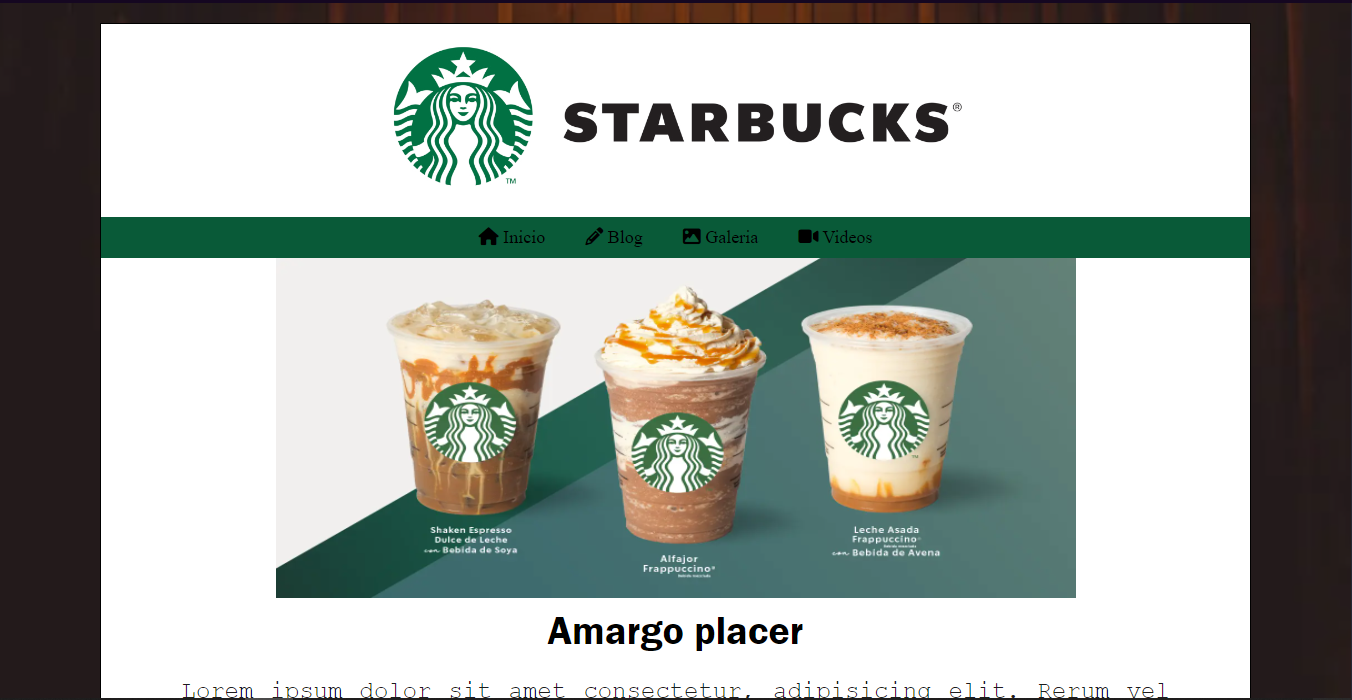 STARBUCKS®
TM
Inicio Blog Galeria Videos
Shaken Espresso
Dulce de Leche
con Bebida de Soya
Alfajor
Frappuccino®
Leche Asada
Frappuccino®
con Bebida de Avena
Amargo placer
Lorem ipsum dolor sit amet consectetur, adipisicing elit. Rerum vel